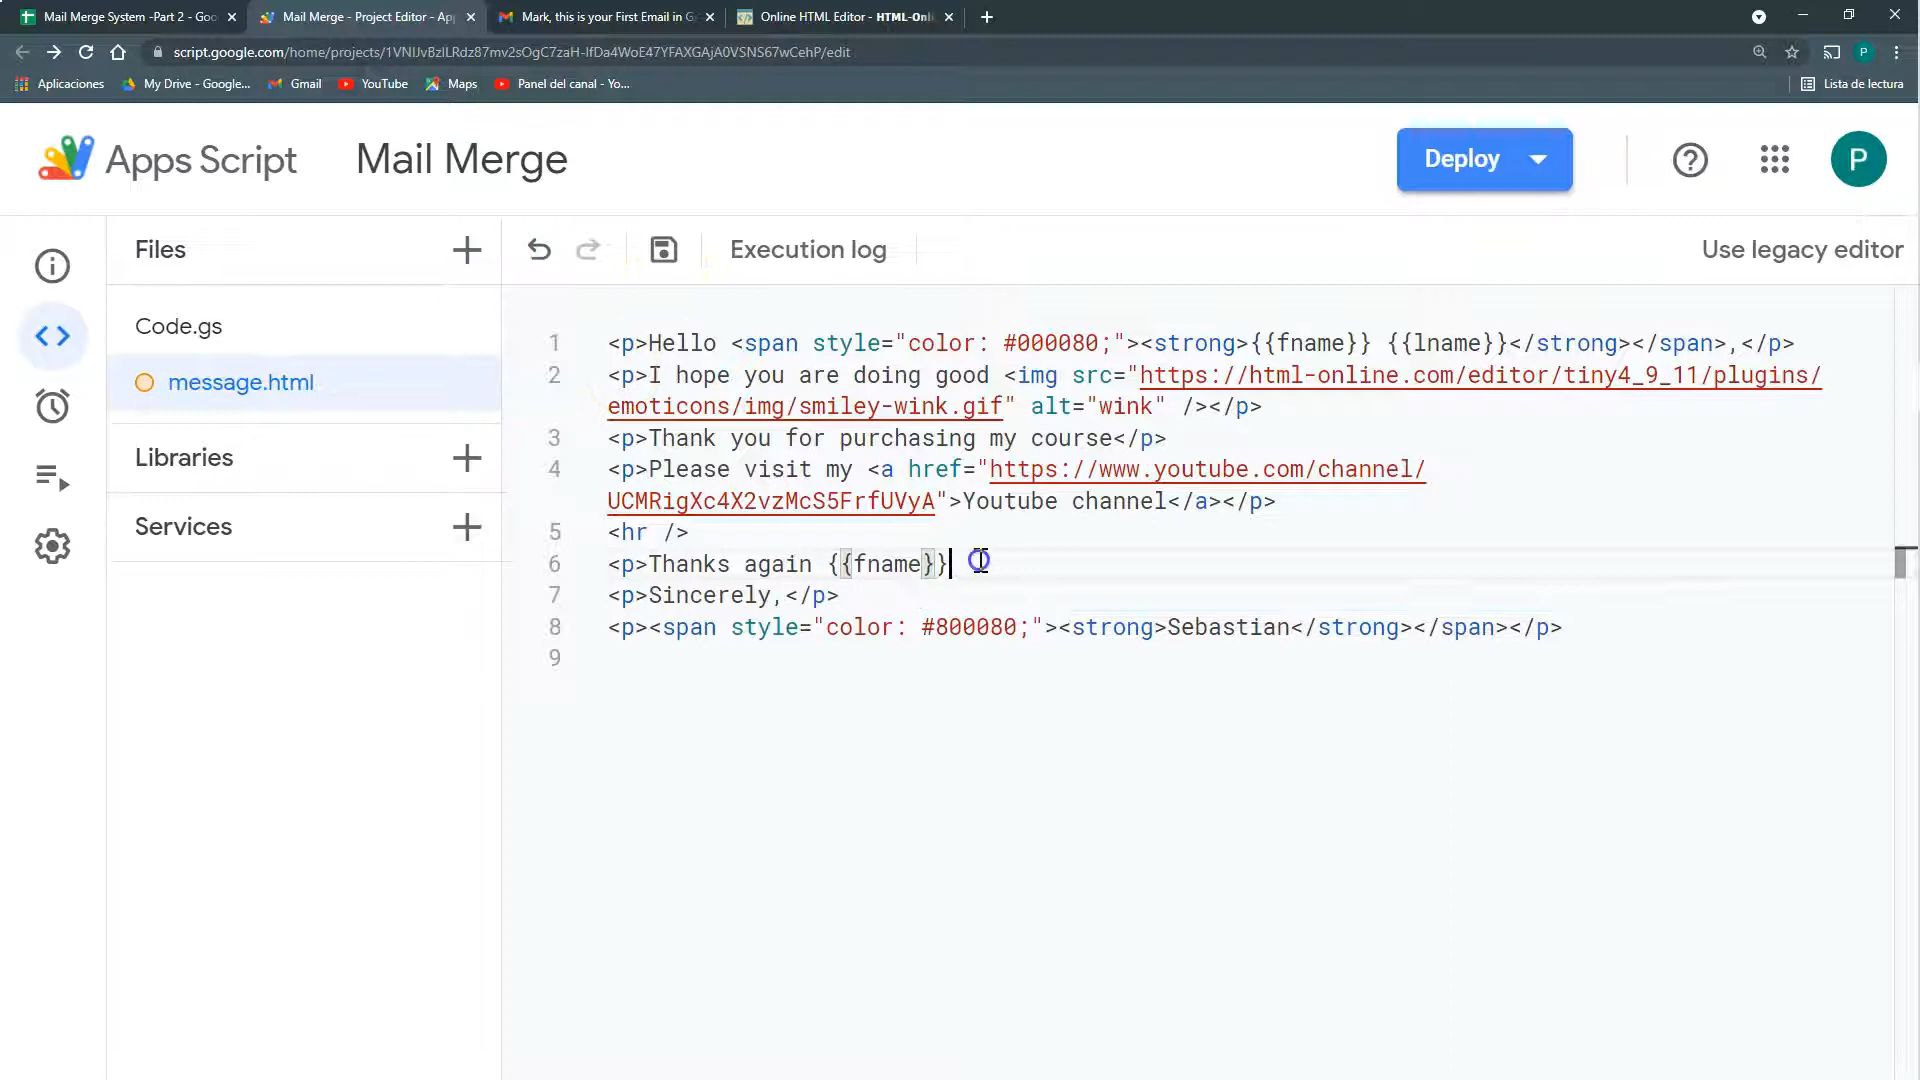 Mail Merge System -Part 2 - Goo
Mail Merge - Project Editor - Ap
Mark, this is your First Email in G
Online HTML Editor - HTML-Onli
script.google.com/home/projects/1VNIJvBzILRdz87mv2sOgC7zaH-IfDa4WoE47YFAXGAjA0VSNS67wCehP/edit
P
Aplicaciones
My Drive - Google...
Gmail
YouTube
Maps
Panel del canal - Yo...
Lista de lectura
Apps Script
Mail Merge
Deploy
P
Files
Execution log
Use legacy editor
Code.gs
message.html
Libraries
Services
1 <p>Hello <span style="color: #000080;"><strong>{{fname}} {{lname}}</strong></span>,</p>
2 <p>I hope you are doing good <img src="https://html-online.com/editor/tiny4_9_11/plugins/
emoticons/img/smiley-wink.gif" alt="wink" /></p>
3 <p>Thank you for purchasing my course</p>
4 <p>Please visit my <a href="https://www.youtube.com/channel/
UCMRigXc4X2vzMcS5FrfUVyA">Youtube channel</a></p>
5 <hr />
6 <p>Thanks again {{fname}}
7 <p>Sincerely,</p>
8 <p><span style="color: #800080;"><strong>Sebastian</strong></span></p>
9